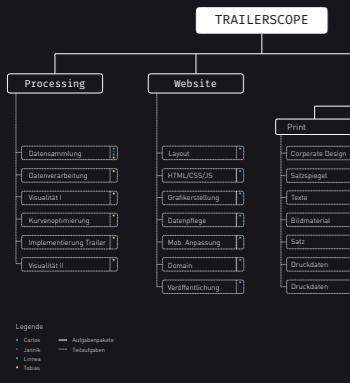 TRAILERSCOPE
Processing
Website
Print
Datensammlung
Datenverarbeitung
Visualität I
Kurvenoptimierung
Implementierung Trailer
Visualität II
Layout
HTML/CSS/JS
Grafikerstellung
Datenpflege
Mob. Anpassung
Domain
Veröffentlichung
Corporate Design
Satzspiegel
Texte
Bildmaterial
Satz
Druckdaten
Druckdaten
Legende
Carlos
Jannik
Linnea
Tobias
Aufgabenpakete
Teilaufgaben